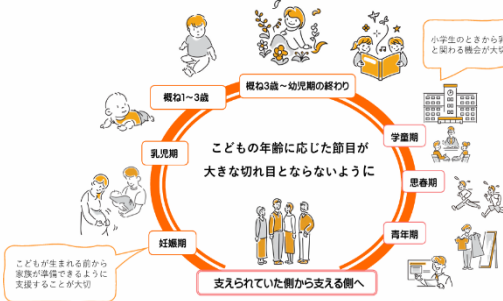 小学生のときから
と関わる機会が大切
概ね3歳～幼児期の終わり
概ね1～3歳
乳児期
妊娠期
学童期
思春期
青年期
こどもの年齢に応じた節目が
大きな切れ目とならないように
こどもが生まれる前から
家族が準備できるように
支援することが大切
支えられていた側から支える側へ